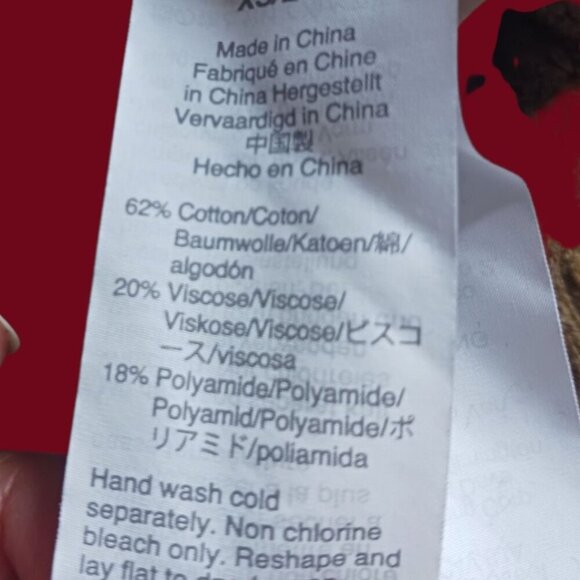 Made in China
Fabriqué en Chine
in China Hergestellt
Vervaardigd in China
中国製
Hecho en China
62% Cotton/Coton/
Baumwolle/Katoen/綿/
algodón
20% Viscose/Viscose/
Viskose/Viscose/ビスコ
ース/viscosa
18% Polyamide/Polyamide/
Polyamid/Polyamide/ポ
リアミド/poliamida
Hand wash cold
separately. Non chlorine
bleach only. Reshape and
lay flat to